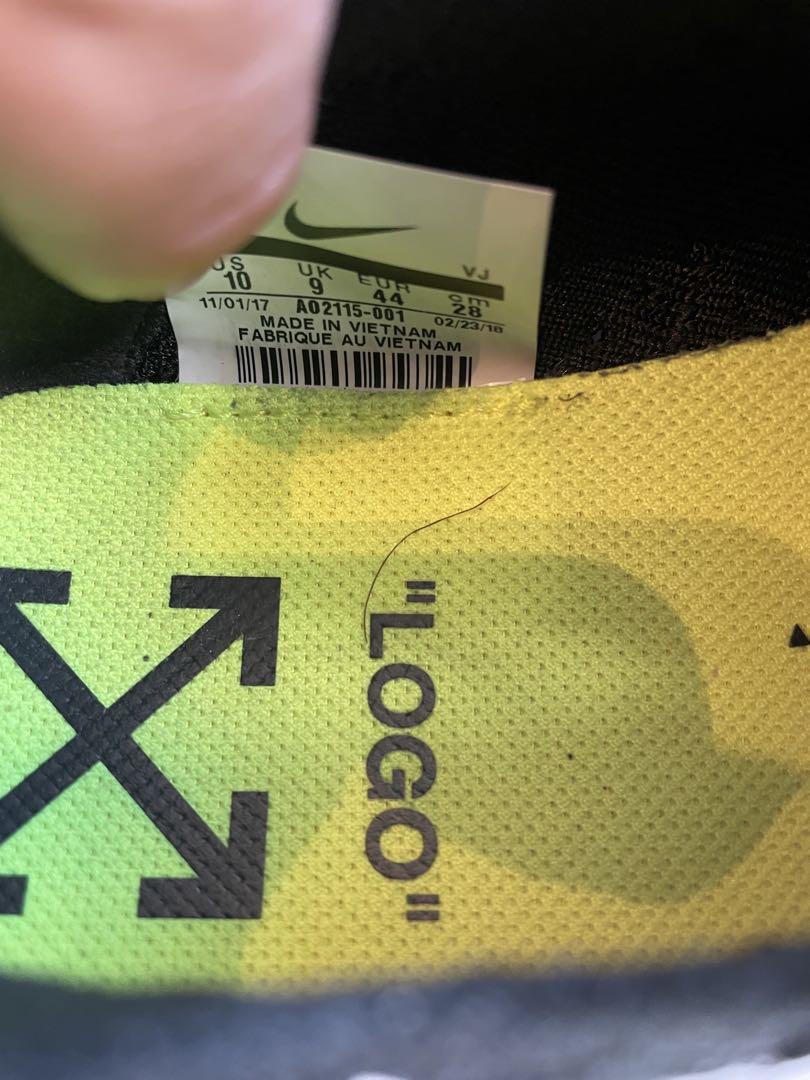 US UK EUR cm VJ
10 9 44 28
11/01/17 AO2115-001 02/23/18
MADE IN VIETNAM
FABRIQUE AU VIETNAM
"LOGO"